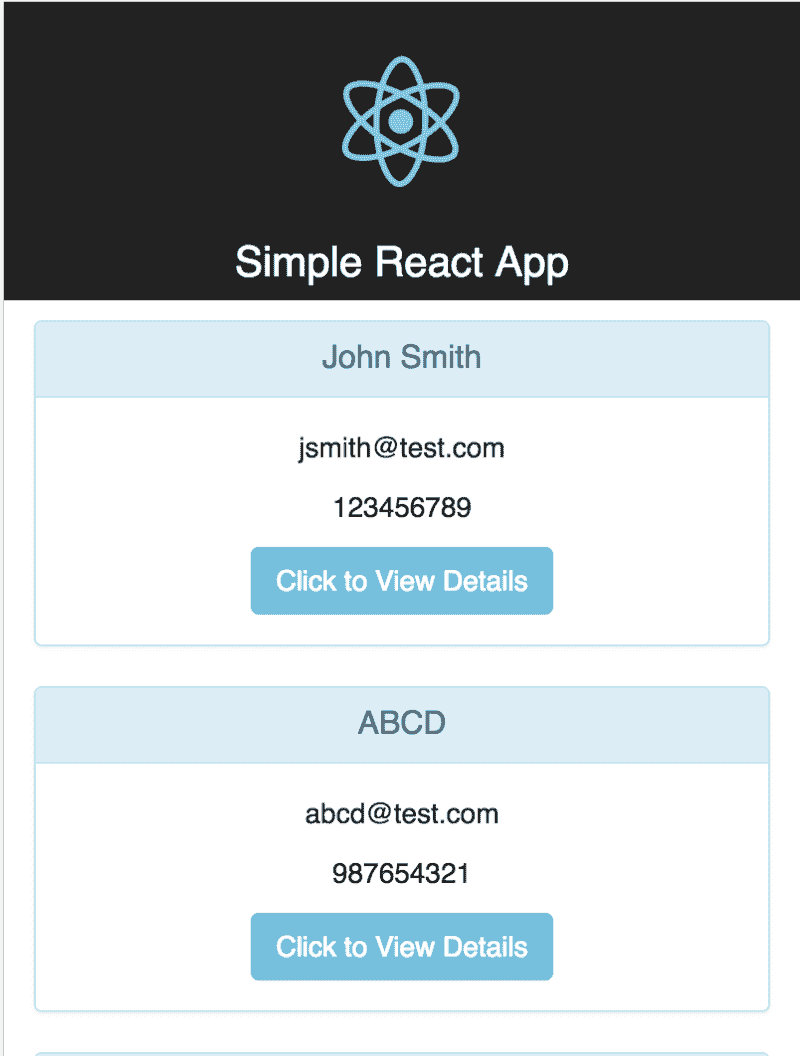 Simple React App
John Smith
jsmith@test.com
123456789
Click to View Details
ABCD
abcd@test.com
987654321
Click to View Details